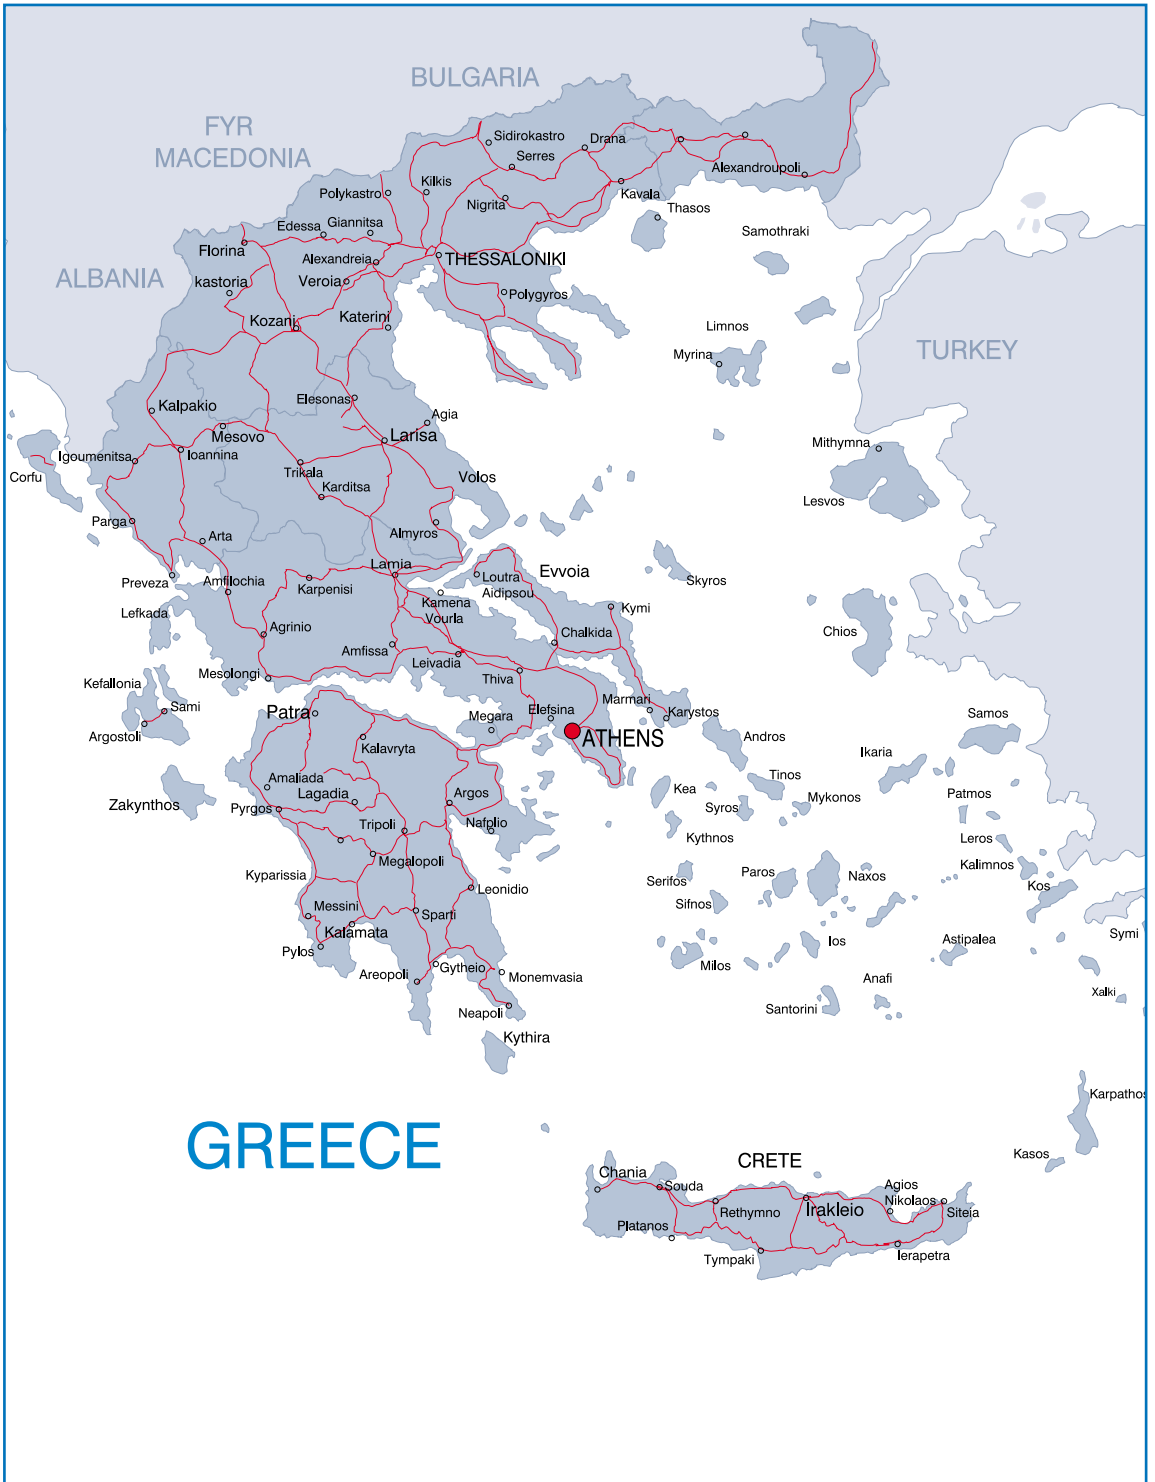 BULGARIA
FYR
MACEDONIA
Sidirokastro
Drana
Serres
Alexandroupoli
Polykastro
Kilkis
Kavala
Nigrita
Thasos
Giannitsa
Edessa
Samothraki
Florina
THESSALONIKI
Alexandreia
ALBANIA
kastoria
Veroia
Polygyros
Kozani
Katerini
Limnos
TURKEY
Myrina
Elesonas
Kalpakio
Agia
Mesovo
Larisa
Mithymna
Igoumenitsa
Ioannina
Trikala
Corfu
Volos
Karditsa
Lesvos
Parga
Arta
Almyros
Lamia
Evvoia
Preveza
Amfilochia
Karpenisi
Loutra
Aidipsou
Skyros
Kamena
Vourla
Lefkada
Kymi
Agrinio
Chalkida
Chios
Amfissa
Leivadia
Mesolongi
Thiva
Kefallonia
Marmari
Sami
Patra
Elefsina
Megara
Karystos
Samos
Argostoli
ATHENS
Andros
Kalavryta
Ikaria
Amaliada
Tinos
Kea
Patmos
Zakynthos
Lagadia
Argos
Mykonos
Pyrgos
Syros
Tripoli
Nafplio
Kythnos
Leros
Megalopoli
Kalimnos
Kyparissia
Paros
Naxos
Serifos
Kos
Leonidio
Sifnos
Messini
Sparti
Kalamata
Symi
Pylos
Ios
Astipalea
Milos
Areopoli
Gytheio
Monemvasia
Anafi
Xalki
Neapoli
Santorini
Kythira
Karpathos
GREECE
Kasos
CRETE
Chania
Souda
Agios
Nikolaos
Rethymno
Irakleio
Siteia
Platanos
Tympaki
Ierapetra